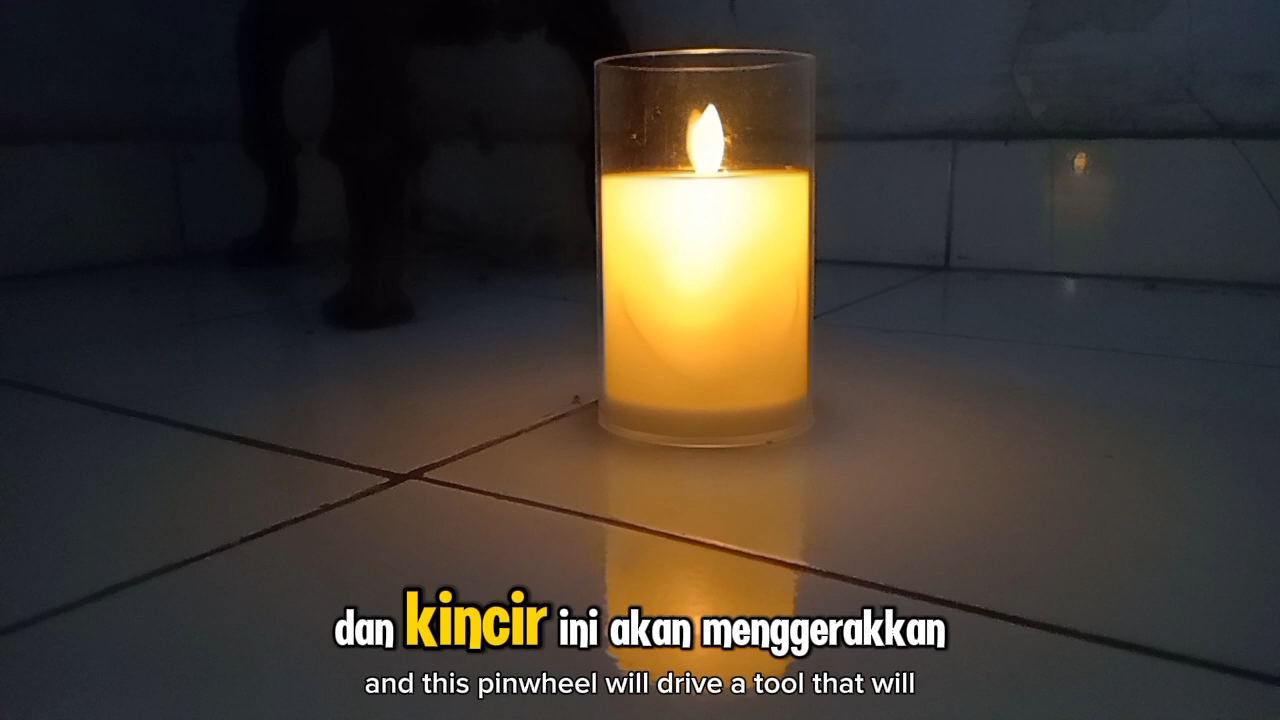 dan kincir ini akan menggerakkan
and this pinwheel will drive a tool that will